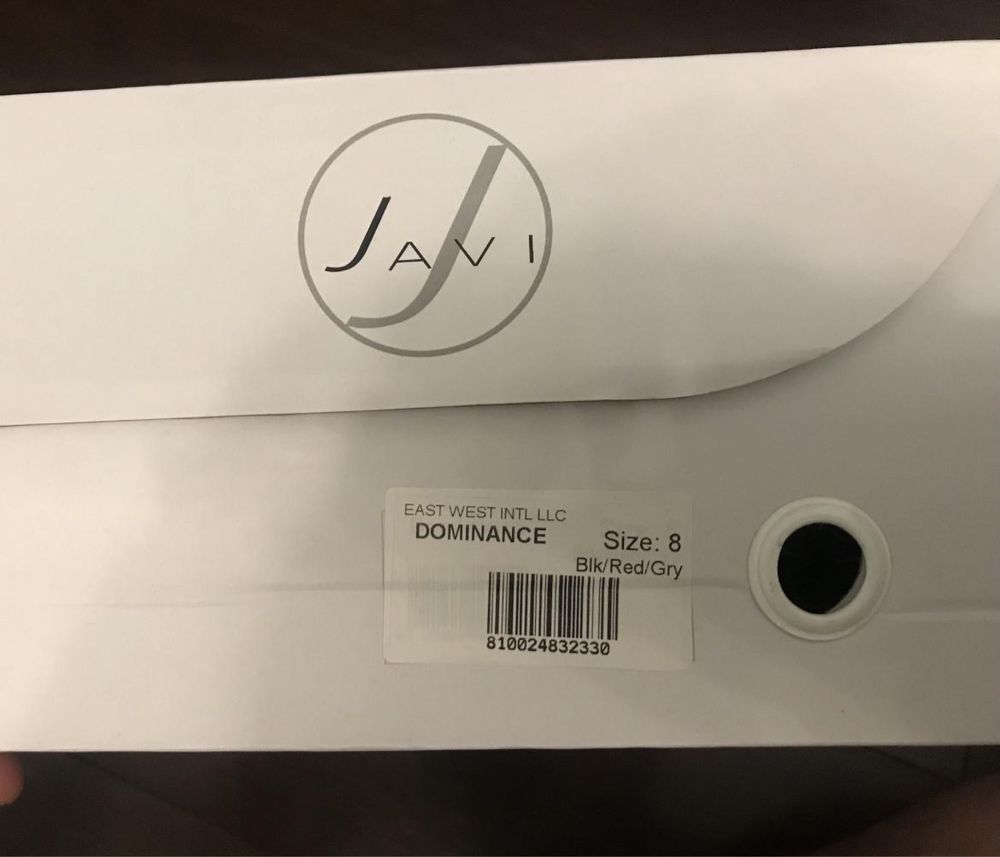 JAVI
EAST WEST INTL LLC
DOMINANCE
Size: 8
Blk/Red/Gry
810024832330